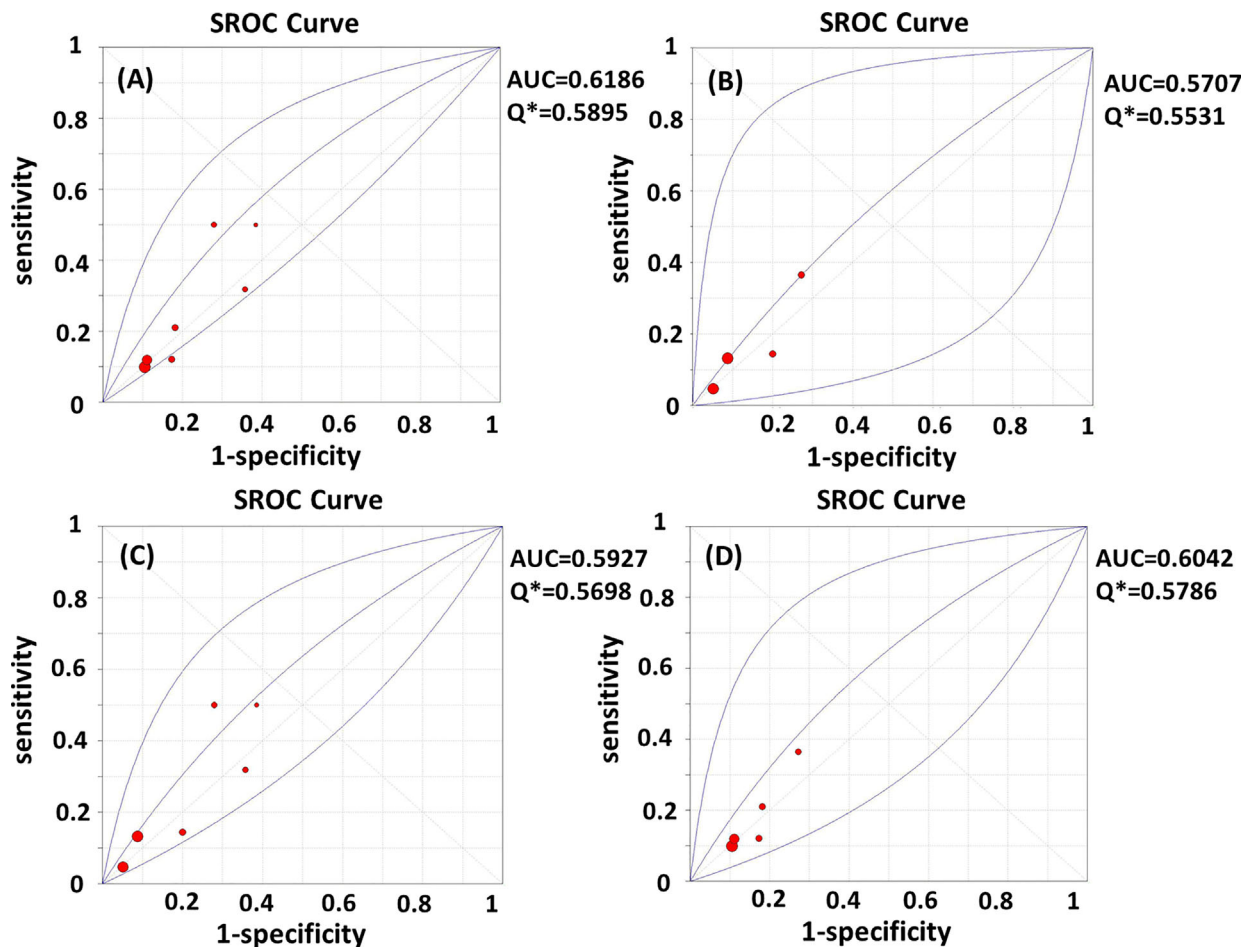 SROC Curve
(A)
AUC=0.6186
Q*=0.5895
1
0.8
0.6
0.4
0.2
0
sensitivity
0.2 0.4 0.6 0.8 1
1-specificity
SROC Curve
(B)
AUC=0.5707
Q*=0.5531
1
0.8
0.6
0.4
0.2
0
sensitivity
0.2 0.4 0.6 0.8 1
1-specificity
SROC Curve
(C)
AUC=0.5927
Q*=0.5698
1
0.8
0.6
0.4
0.2
0
sensitivity
0.2 0.4 0.6 0.8 1
1-specificity
SROC Curve
(D)
AUC=0.6042
Q*=0.5786
1
0.8
0.6
0.4
0.2
0
sensitivity
0.2 0.4 0.6 0.8 1
1-specificity